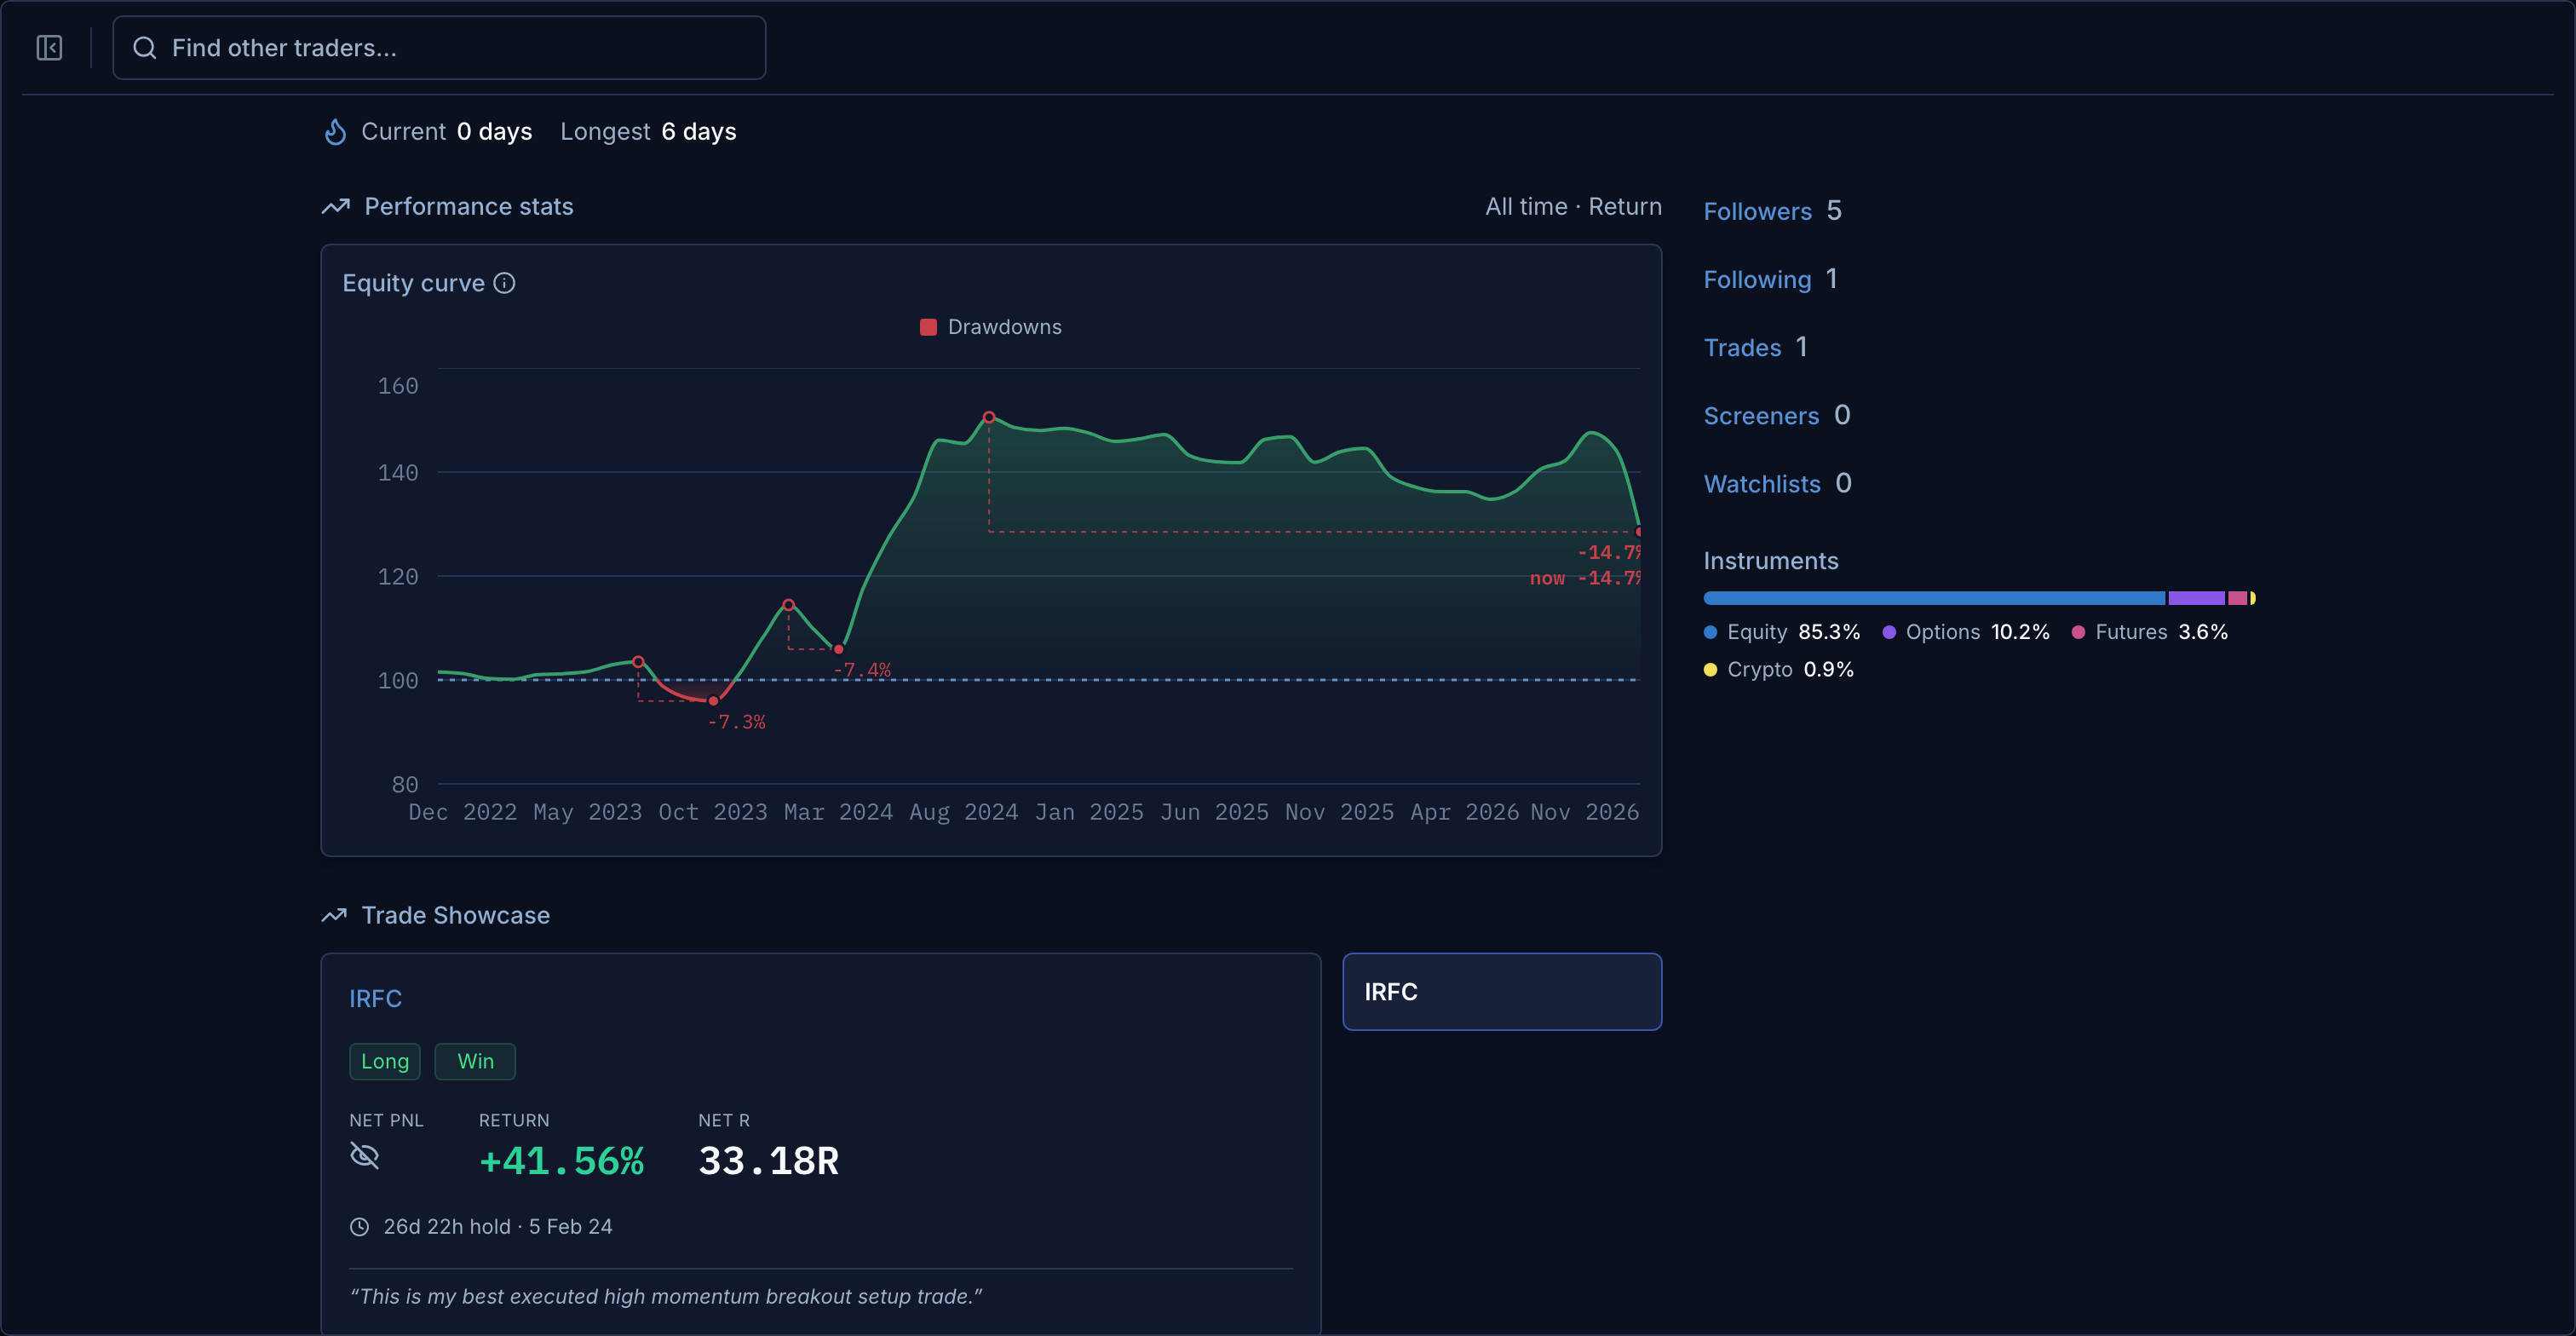 Find other traders...
Current 0 days Longest 6 days
Performance stats
All time · Return
Equity curve
Drawdowns
160
140
120
100
80
-7.3%
-7.4%
-14.7%
now -14.7%
Dec 2022 May 2023 Oct 2023 Mar 2024 Aug 2024 Jan 2025 Jun 2025 Nov 2025 Apr 2026 Nov 2026
Followers 5
Following 1
Trades 1
Screeners 0
Watchlists 0
Instruments
Equity 85.3% Options 10.2% Futures 3.6%
Crypto 0.9%
Trade Showcase
IRFC
Long Win
NET PNL RETURN NET R
+41.56% 33.18R
26d 22h hold · 5 Feb 24
“This is my best executed high momentum breakout setup trade.”
IRFC